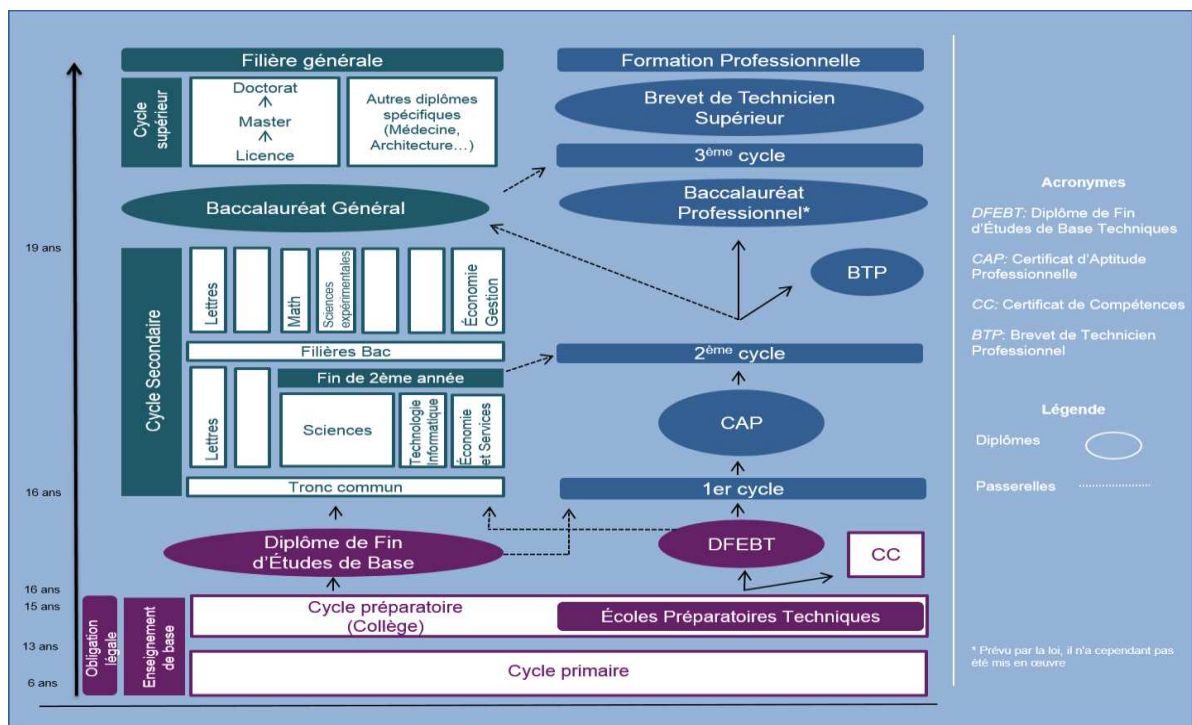 Filière générale
Formation Professionnelle
Cycle
supérieur
Doctorat
Master
Licence
Autres diplômes
spécifiques
(Médecine,
Architecture…)
Brevet de Technicien
Supérieur
3ème cycle
Baccalauréat Général
Baccalauréat
Professionnel*
BTP
19 ans
Cycle Secondaire
Lettres
Math
Sciences
expérimentales
Économie
Gestion
Filières Bac
2ème cycle
Fin de 2ème année
Lettres
Sciences
Technologie
Informatique
Économie
et Services
CAP
Tronc commun
1er cycle
16 ans
Diplôme de Fin
d'Études de Base
DFEBT
CC
16 ans
15 ans
13 ans
6 ans
Obligation
légale
Enseignement
de base
Cycle préparatoire
(Collège)
Écoles Préparatoires Techniques
Cycle primaire
Acronymes
DFEBT: Diplôme de Fin
d'Études de Base Techniques
CAP: Certificat d'Aptitude
Professionnelle
CC: Certificat de Compétences
BTP: Brevet de Technicien
Professionnel
Légende
Diplômes
Passerelles
* Prévu par la loi, il n'a cependant pas
été mis en œuvre